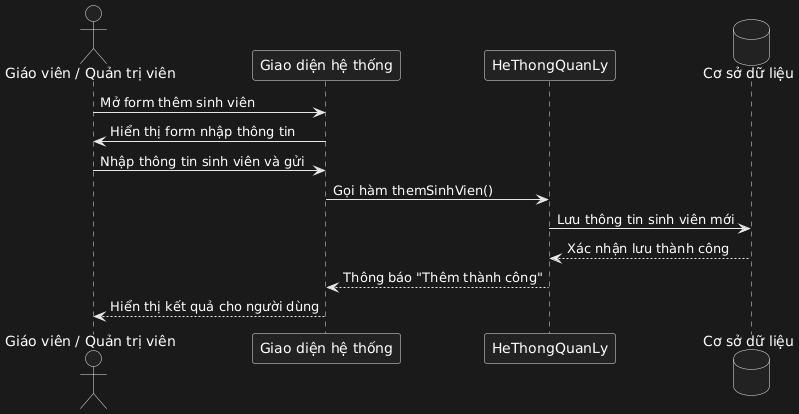 Giáo viên / Quản trị viên
Giao diện hệ thống
HeThongQuanLy
Cơ sở dữ liệu
Mở form thêm sinh viên
Hiển thị form nhập thông tin
Nhập thông tin sinh viên và gửi
Gọi hàm themSinhVien()
Lưu thông tin sinh viên mới
Xác nhận lưu thành công
Thông báo "Thêm thành công"
Hiển thị kết quả cho người dùng
Giáo viên / Quản trị viên
Giao diện hệ thống
HeThongQuanLy
Cơ sở dữ liệu